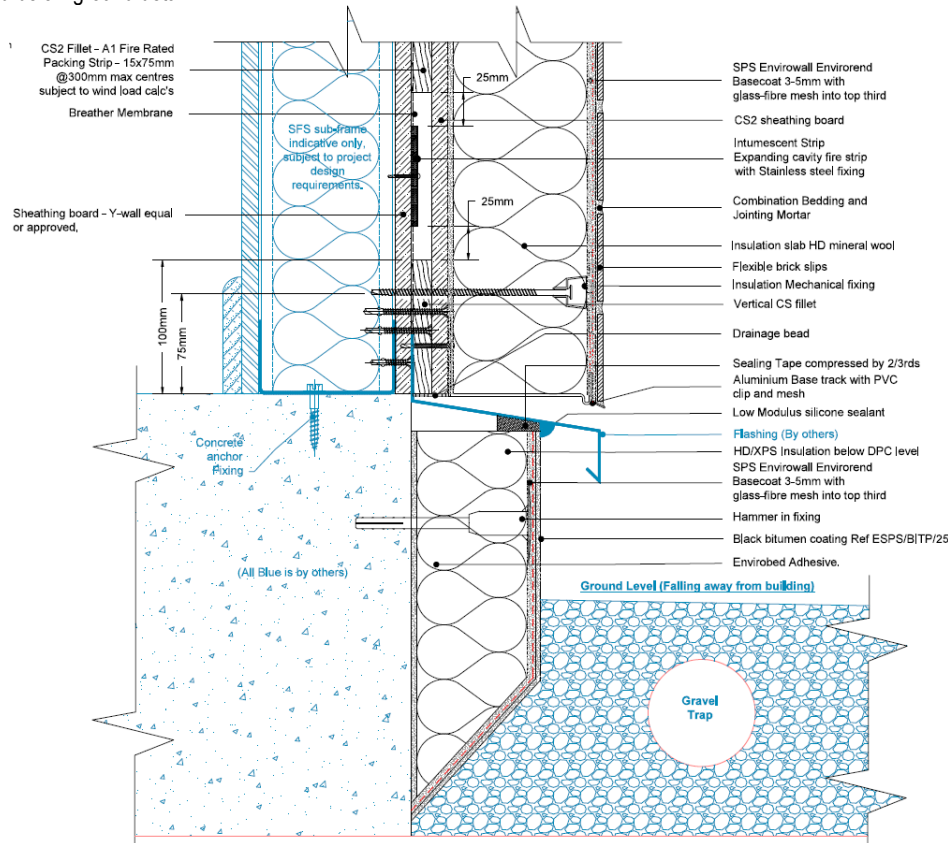 CS2 Fillet – A1 Fire Rated
Packing Strip – 15x75mm
@300mm max centres
subject to wind load calc's
Breather Membrane
Sheathing board – Y-wall equal
or approved,
SFS sub-frame
indicative only,
subject to project
design
requirements.
25mm
25mm
100mm
75mm
Concrete
anchor
Fixing
(All Blue is by others)
SPS Envirowall Envirorend
Basecoat 3-5mm with
glass-fibre mesh into top third
CS2 sheathing board
Intumescent Strip
Expanding cavity fire strip
with Stainless steel fixing
Combination Bedding and
Jointing Mortar
Insulation slab HD mineral wool
Flexible brick slips
Insulation Mechanical fixing
Vertical CS fillet
Drainage bead
Sealing Tape compressed by 2/3rds
Aluminium Base track with PVC
clip and mesh
Low Modulus silicone sealant
Flashing (By others)
HD/XPS Insulation below DPC level
SPS Envirowall Envirorend
Basecoat 3-5mm with
glass-fibre mesh into top third
Hammer in fixing
Black bitumen coating Ref ESPS/BITP/25
Envirobed Adhesive.
Ground Level (Falling away from building)
Gravel
Trap